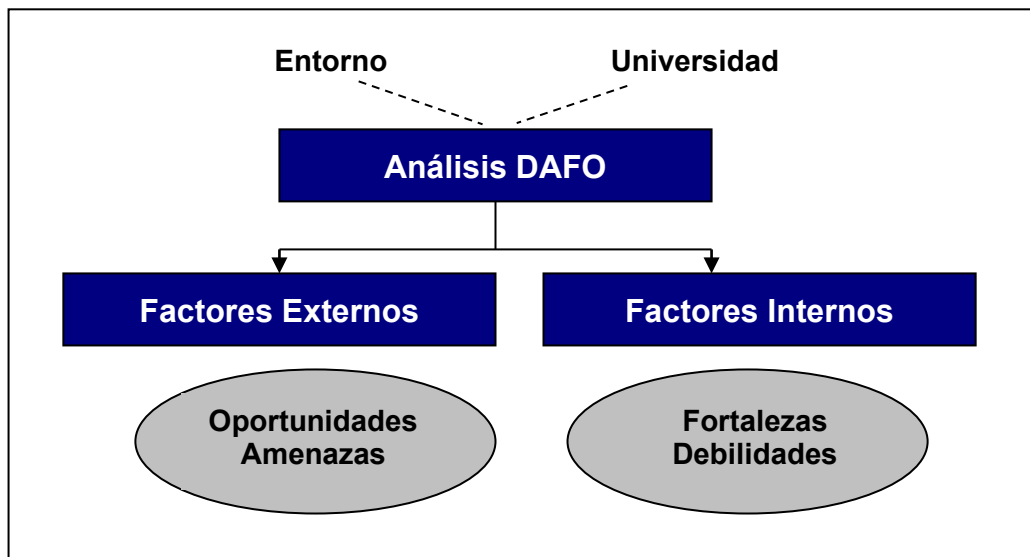 Entorno
Universidad
Análisis DAFO
Factores Externos
Factores Internos
Oportunidades
Amenazas
Fortalezas
Debilidades